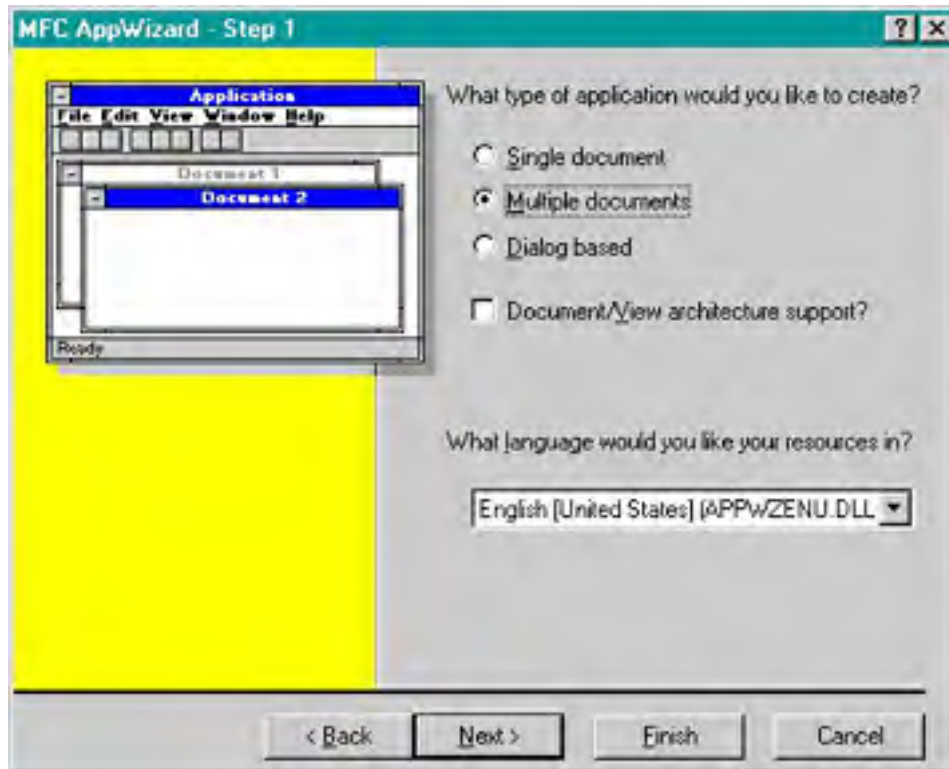 MFC AppWizard - Step 1
Application
File Edit View Window Help
Document 1
Document 2
Ready
What type of application would you like to create?
Single document
Multiple documents
Dialog based
Document/View architecture support?
What language would you like your resources in?
English [United States] (APPWZENU.DLL
< Back
Next >
Finish
Cancel